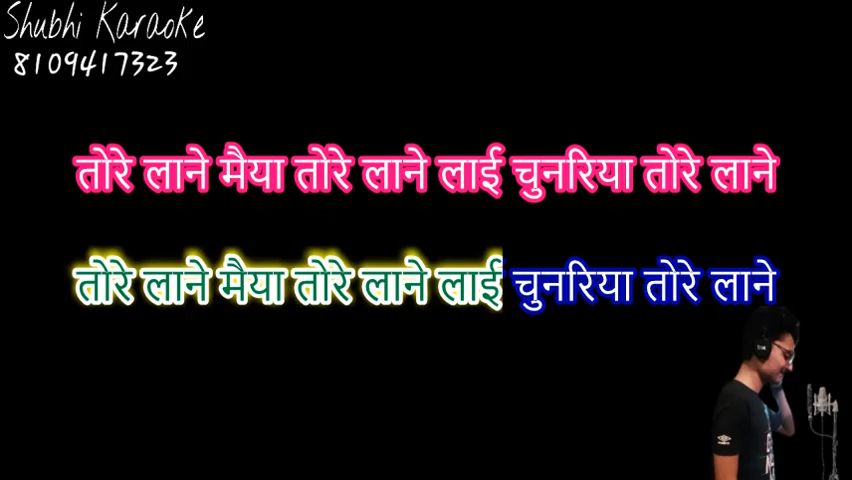 Shubhi Karaoke
8109417323
तोरे लाने मैया तोरे लाने लाई चुनरिया तोरे लाने
तोरे लाने मैया तोरे लाने लाई चुनरिया तोरे लाने